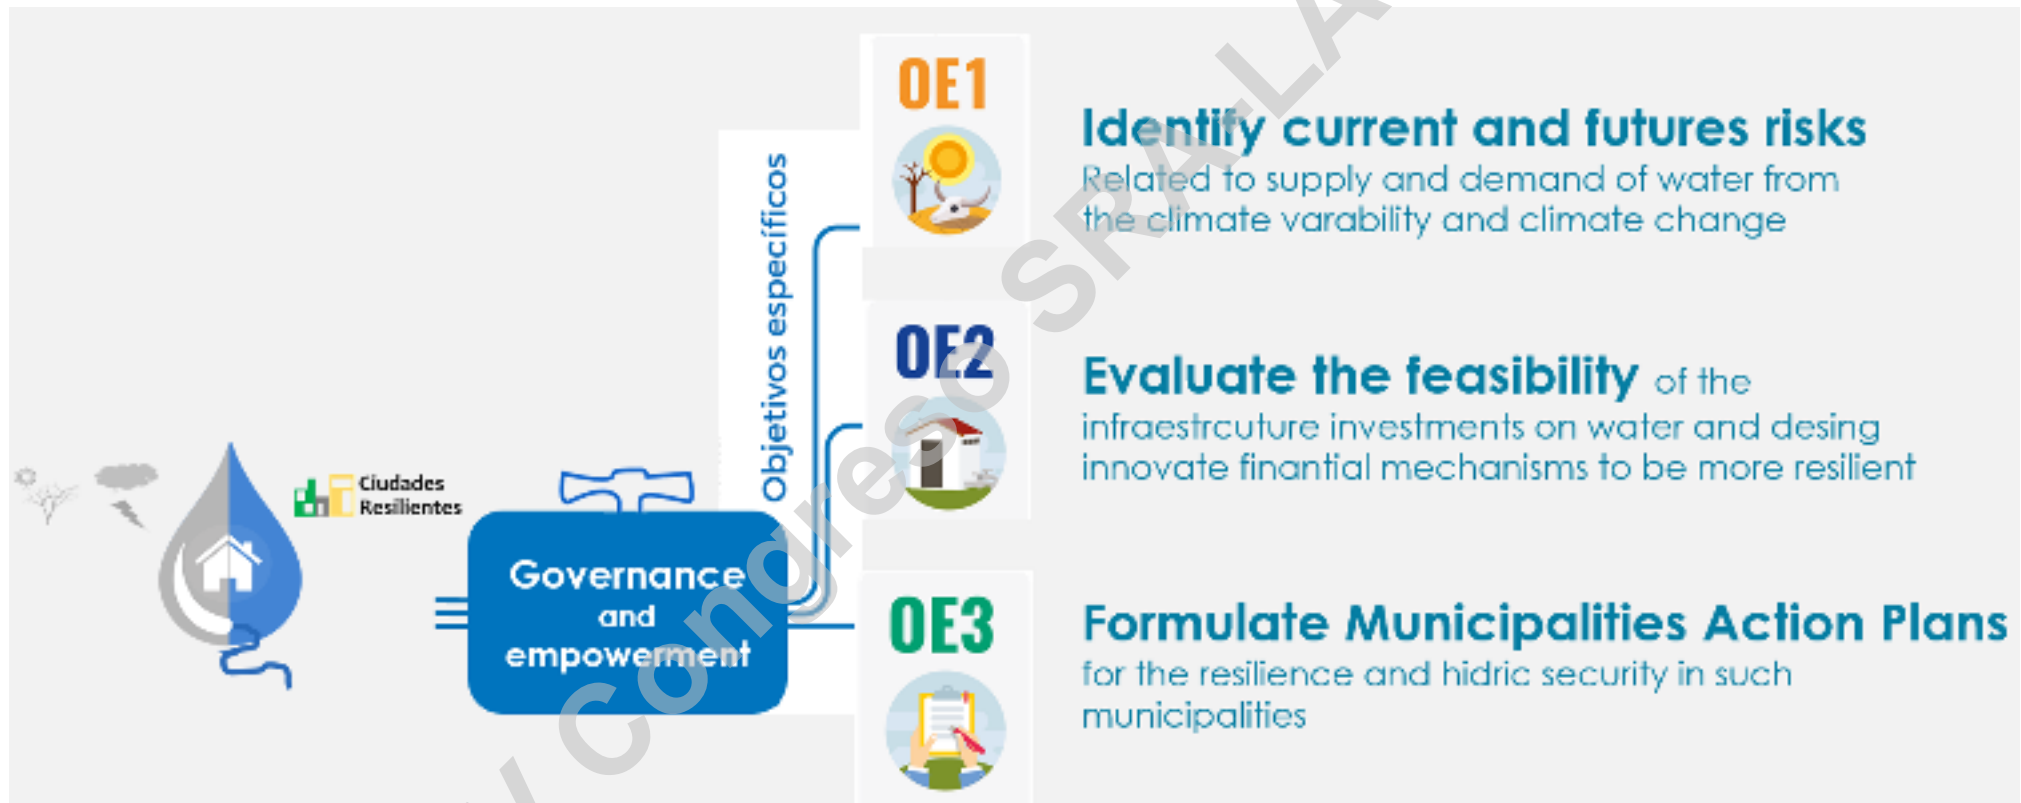 OE1
Identify current and futures risks
Related to supply and demand of water from
the climate varability and climate change
Objetivos específicos
OE2
Evaluate the feasibility of the
infraestrcuture investments on water and desing
innovate finantial mechanisms to be more resilient
Ciudades
Resilientes
Governance
and
empowerment
OE3
Formulate Municipalities Action Plans
for the resilience and hidric security in such
municipalities
V Congreso SRA-LA